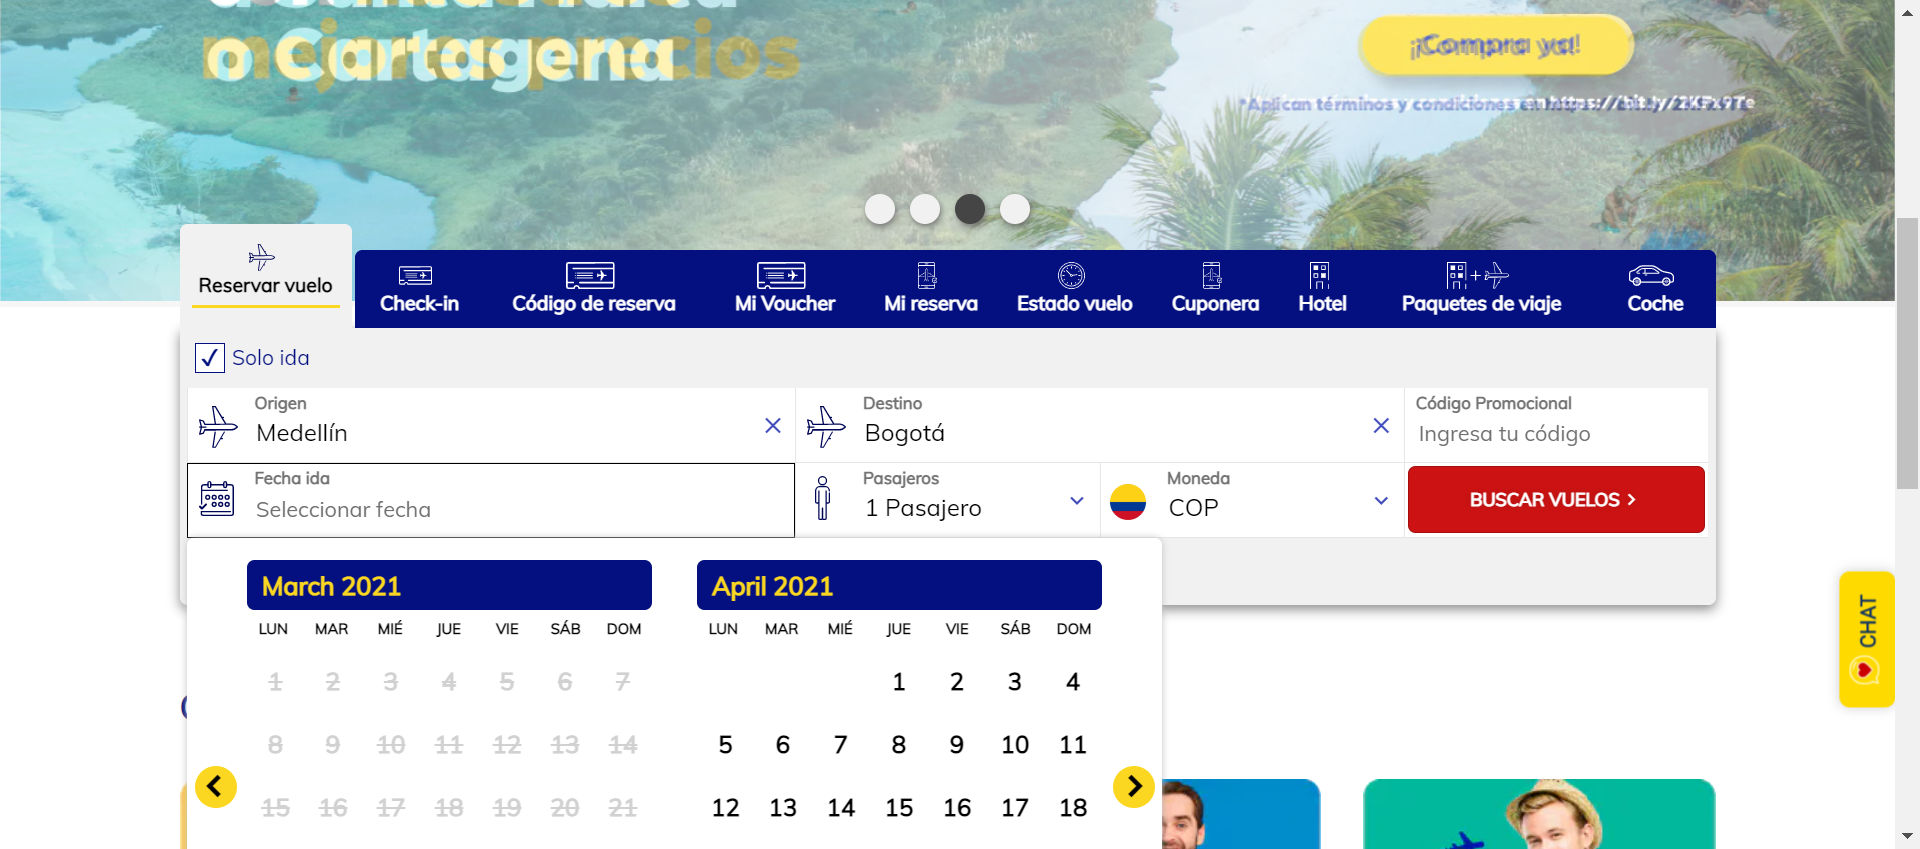 o Cartagena
mejores precios
¡Compra ya!
*Aplican términos y condiciones en https://bit.ly/2KFx9Te
Reservar vuelo
Check-in
Código de reserva
Mi Voucher
Mi reserva
Estado vuelo
Cuponera
Hotel
Paquetes de viaje
Coche
Solo ida
Origen
Medellín
Destino
Bogotá
Código Promocional
Ingresa tu código
Fecha ida
Seleccionar fecha
Pasajeros
1 Pasajero
Moneda
COP
BUSCAR VUELOS
CHAT
March 2021
LUN MAR MIÉ JUE VIE SÁB DOM
1 2 3 4 5 6 7
8 9 10 11 12 13 14
15 16 17 18 19 20 21
April 2021
LUN MAR MIÉ JUE VIE SÁB DOM
1 2 3 4
5 6 7 8 9 10 11
12 13 14 15 16 17 18